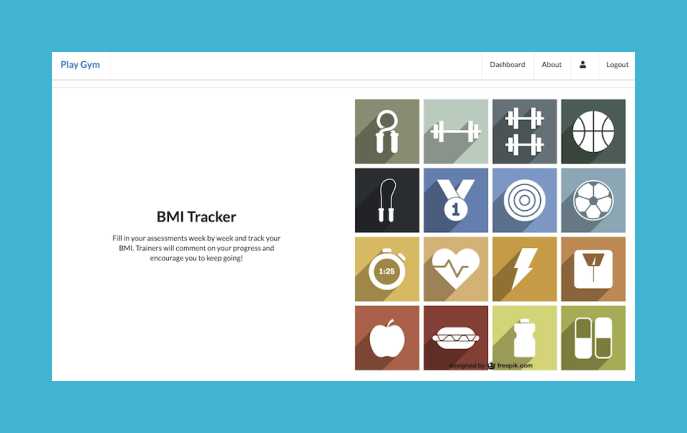 Play Gym
Dashboard
About
Logout
BMI Tracker
Fill in your assessments week by week and track your
BMI. Trainers will comment on your progress and
encourage you to keep going!
1
1:25
designed by freepik.com